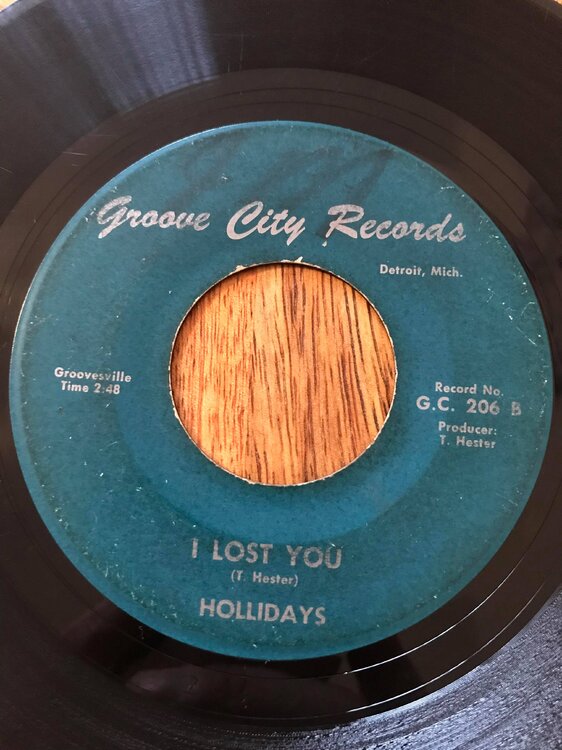 Groove City Records
Detroit, Mich.
Groovesville
Time 2:48
Record No.
G.C. 206 B
Producer:
T. Hester
I LOST YOU
(T. Hester)
HOLLIDAYS